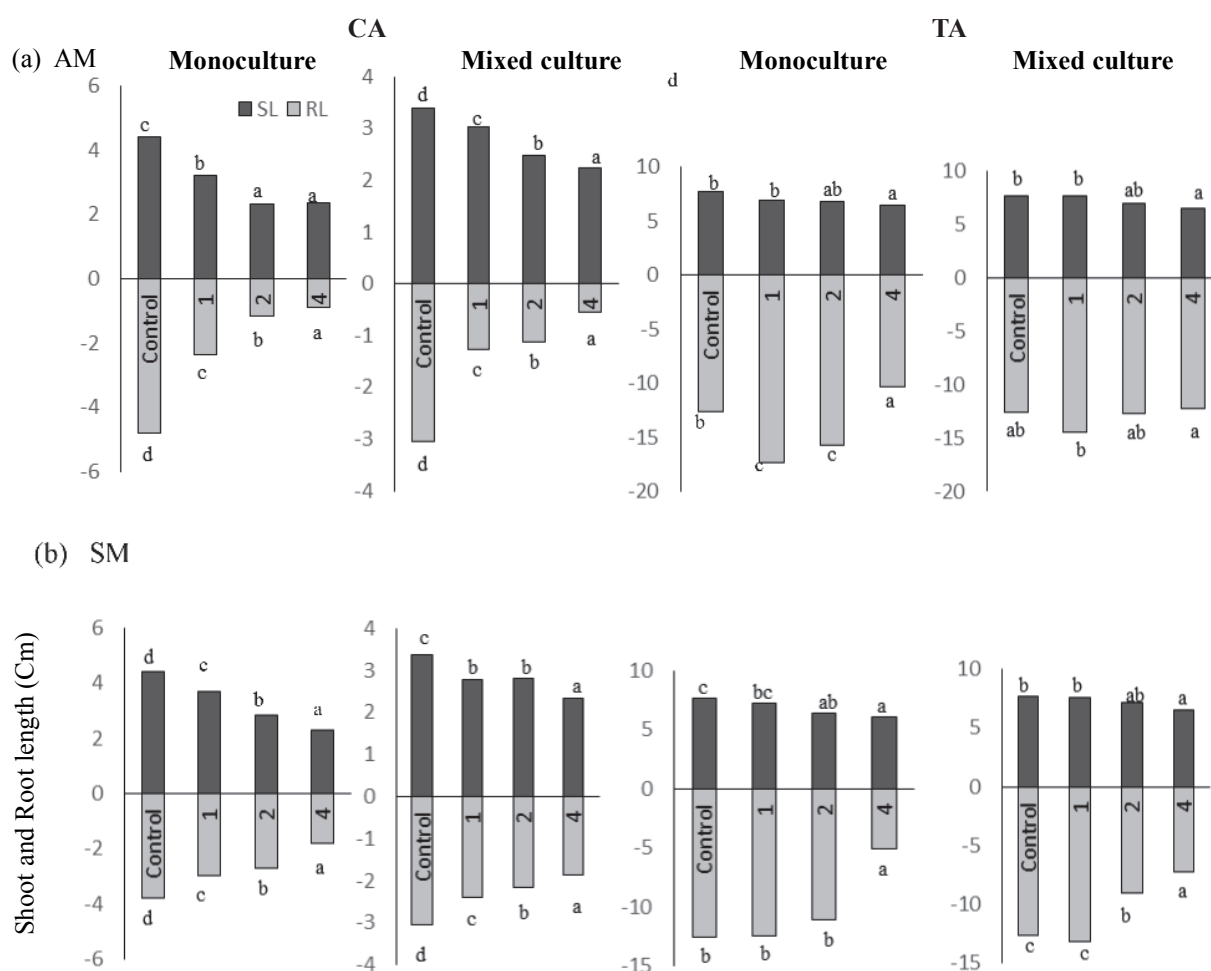 CA TA
(a) AM Monoculture Mixed culture Monoculture Mixed culture
d
SL RL
6
4
2
0
-2
-4
-6
c b a a
Control 1 2 4
d c b a
4
3
2
1
0
-1
-2
-3
-4
d c b a
Control 1 2 4
d c b a
10
5
0
-5
-10
-15
-20
b b ab a
Control 1 2 4
b c c a
10
5
0
-5
-10
-15
-20
b b ab a
Control 1 2 4
ab b ab a
(b) SM
Shoot and Root length (Cm)
6
4
2
0
-2
-4
-6
d c b a
Control 1 2 4
d c b a
4
3
2
1
0
-1
-2
-3
-4
c b b a
Control 1 2 4
d c b a
10
5
0
-5
-10
-15
c bc ab a
Control 1 2 4
b b b a
10
5
0
-5
-10
-15
b b ab a
Control 1 2 4
c c b a